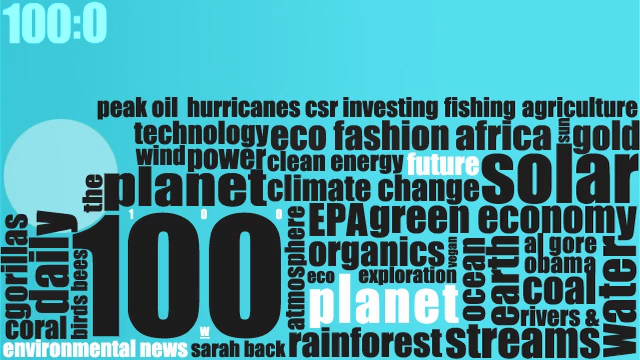 100:0
peak oil hurricanes csr investing fishing agriculture
technology eco fashion africa sun gold
wind power clean energy future
the planet climate change solar
1 0 0 0
100
EPA green economy
gorillas daily birds bees atmosphere
organics vegan ocean earth al gore
obama
eco exploration coal water
planet rivers &
coral
w
environmental news sarah back rainforest streams